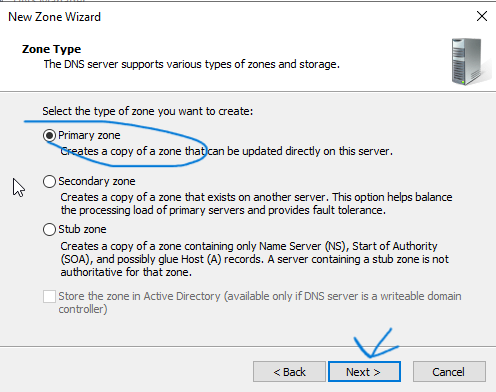 New Zone Wizard
Zone Type
The DNS server supports various types of zones and storage.
Select the type of zone you want to create:
Primary zone
Creates a copy of a zone that can be updated directly on this server.
Secondary zone
Creates a copy of a zone that exists on another server. This option helps balance
the processing load of primary servers and provides fault tolerance.
Stub zone
Creates a copy of a zone containing only Name Server (NS), Start of Authority
(SOA), and possibly glue Host (A) records. A server containing a stub zone is not
authoritative for that zone.
Store the zone in Active Directory (available only if DNS server is a writeable domain
controller)
< Back Next > Cancel